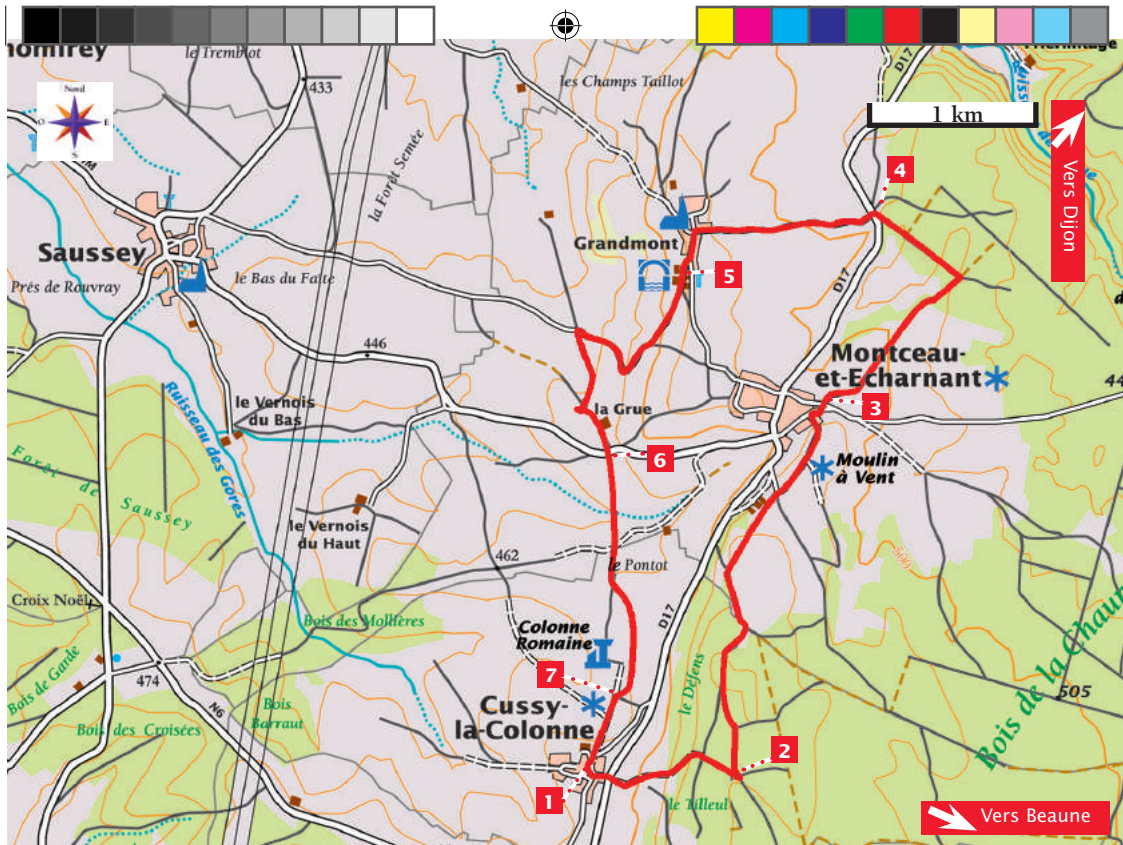 le Tremblot
433
les Champs Taillot
D17
l'Hermitage
Nord
O
E
S
1 km
Vers Dijon
la Forêt Semée
4
Saussey
Grandmont
le Bas du Faîte
Prés de Rouvray
5
D17
446
Montceau-
et-Echarnant
3
la Grue
le Vernois
du Bas
Ruisseau des Gores
6
Moulin
à Vent
Forêt de Saussey
le Vernois
du Haut
500
462
le Pontot
Croix Noël
Bois des Mollières
D17
Colonne
Romaine
Bois de la Chaum
7
le Défens
505
Bois de Garde
474
N6
Cussy-
la-Colonne
Bois
Barraut
Bois des Croisées
2
1
le Tilleul
Vers Beaune